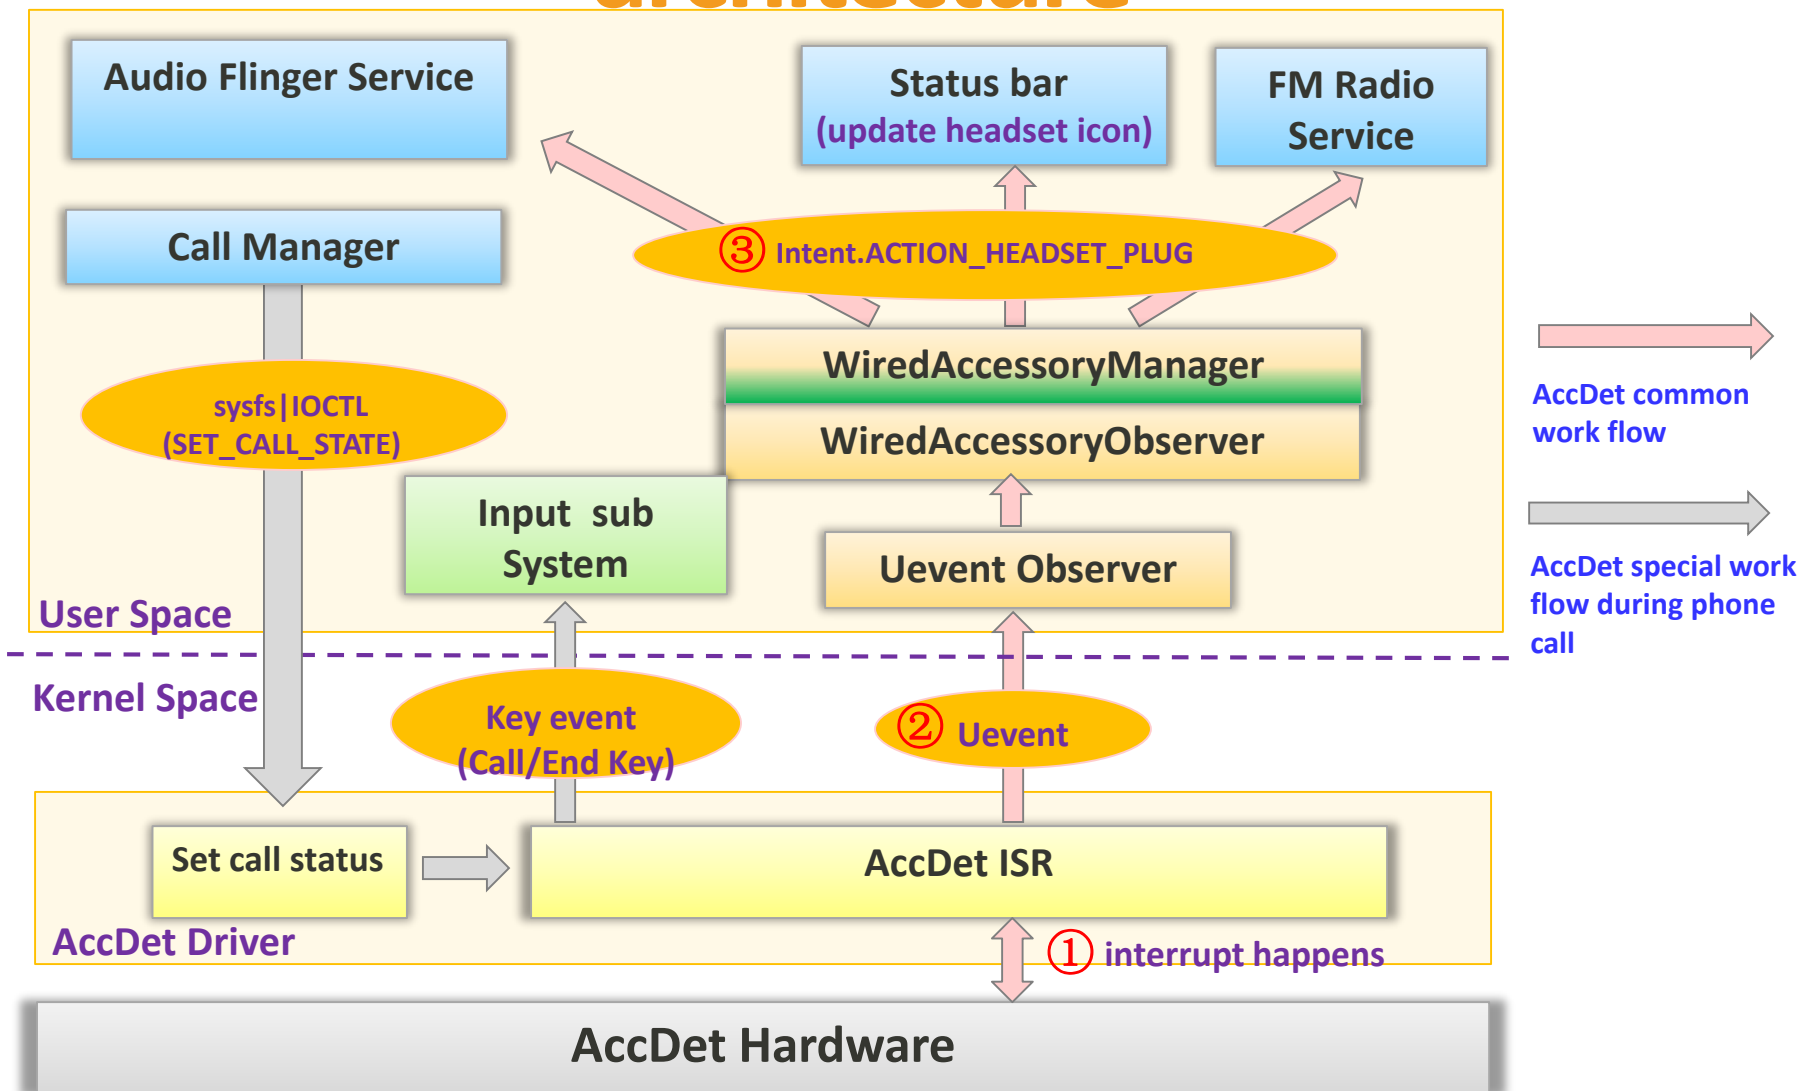 architecture
Audio Flinger Service
Status bar
(update headset icon)
FM Radio
Service
Call Manager
③ Intent.ACTION_HEADSET_PLUG
WiredAccessoryManager
sysfs|IOCTL
(SET_CALL_STATE)
WiredAccessoryObserver
Input sub
System
Uevent Observer
User Space
Kernel Space
Key event
(Call/End Key)
② Uevent
Set call status
AccDet ISR
AccDet Driver
① interrupt happens
AccDet Hardware
AccDet common
work flow
AccDet special work
flow during phone
call